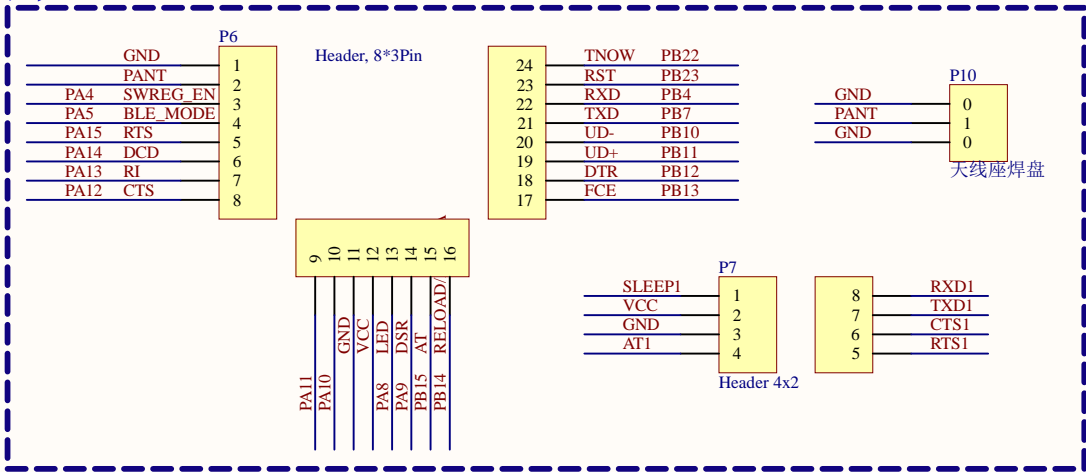 P6
Header, 8*3Pin
GND 1
PANT 2
PA4 SWREG_EN 3
PA5 BLE_MODE 4
PA15 RTS 5
PA14 DCD 6
PA13 RI 7
PA12 CTS 8
24 TNOW PB22
23 RST PB23
22 RXD PB4
21 TXD PB7
20 UD- PB10
19 UD+ PB11
18 DTR PB12
17 FCE PB13
P10
GND 0
PANT 1
GND 0
天线座焊盘
9 PA11
10 PA10
11 GND
12 VCC
13 LED PA8
14 DSR PA9
15 AT PB15
16 RELOAD/ PB14
P7
SLEEP1 1
VCC 2
GND 3
AT1 4
Header 4x2
8 RXD1
7 TXD1
6 CTS1
5 RTS1